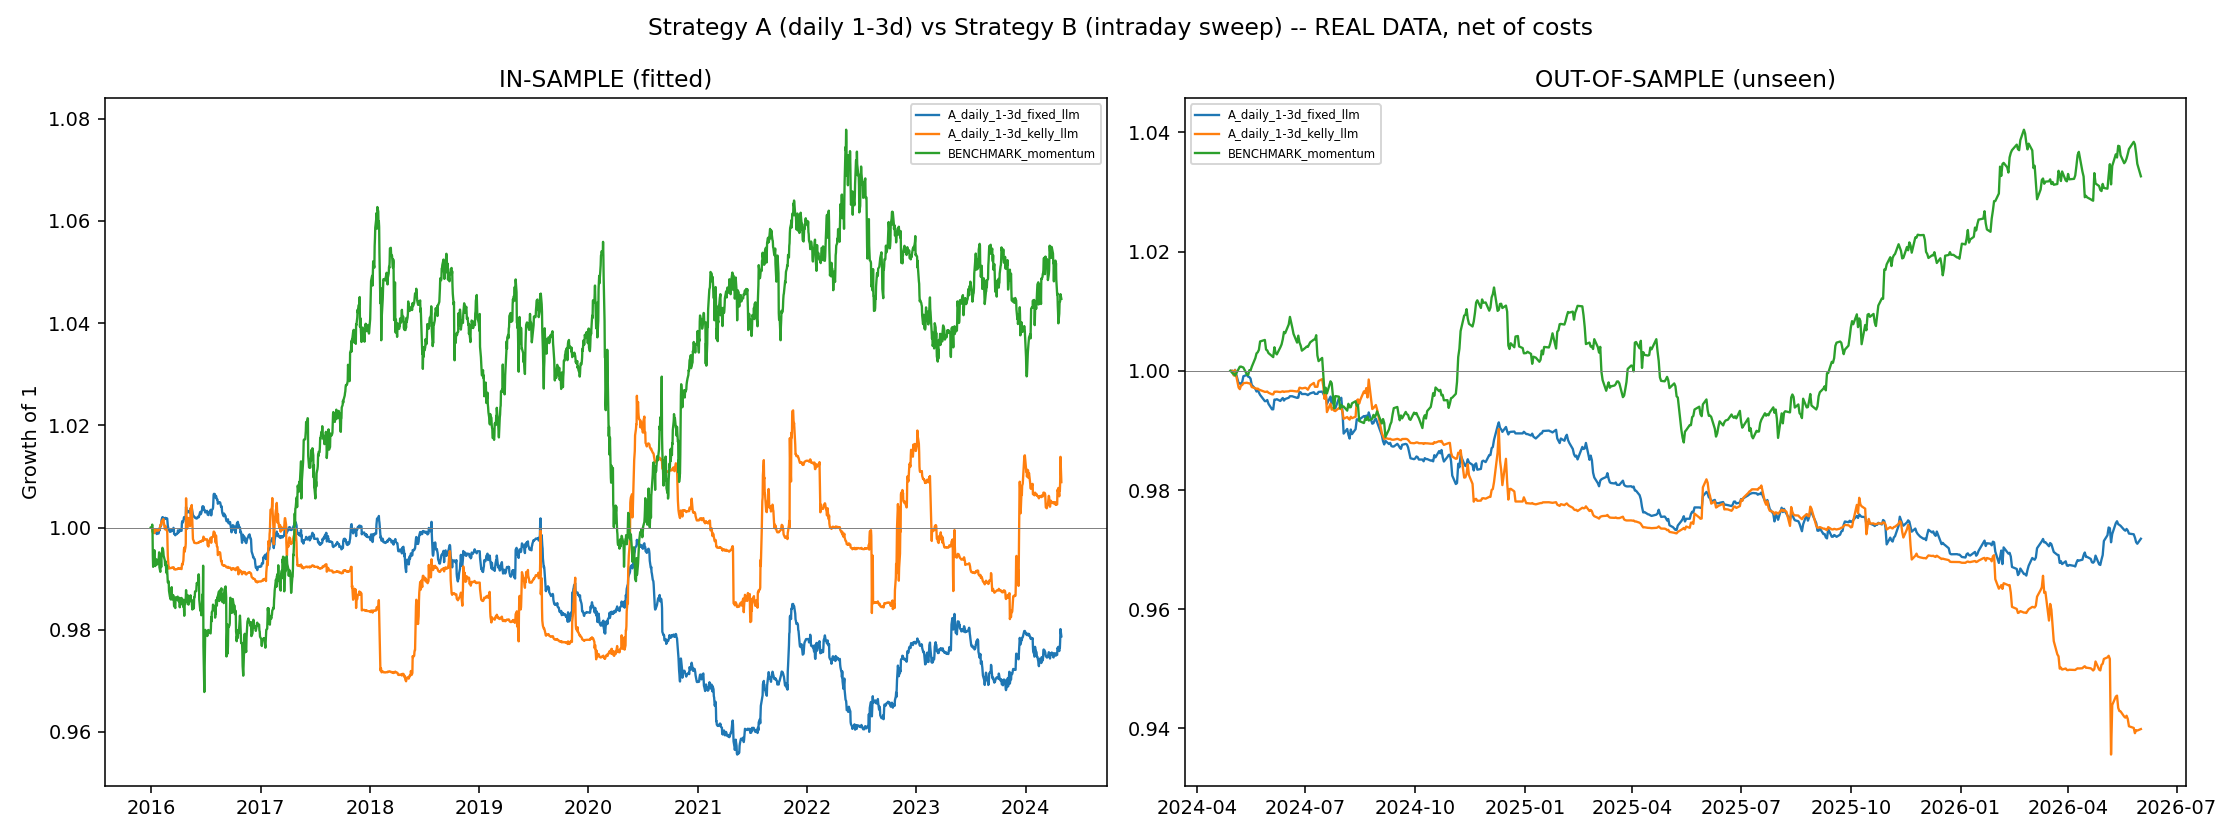 Strategy A (daily 1-3d) vs Strategy B (intraday sweep) -- REAL DATA, net of costs
IN-SAMPLE (fitted)
A_daily_1-3d_fixed_llm
A_daily_1-3d_kelly_llm
BENCHMARK_momentum
Growth of 1
1.08
1.06
1.04
1.02
1.00
0.98
0.96
2016 2017 2018 2019 2020 2021 2022 2023 2024
OUT-OF-SAMPLE (unseen)
A_daily_1-3d_fixed_llm
A_daily_1-3d_kelly_llm
BENCHMARK_momentum
1.04
1.02
1.00
0.98
0.96
0.94
2024-04 2024-07 2024-10 2025-01 2025-04 2025-07 2025-10 2026-01 2026-04 2026-07